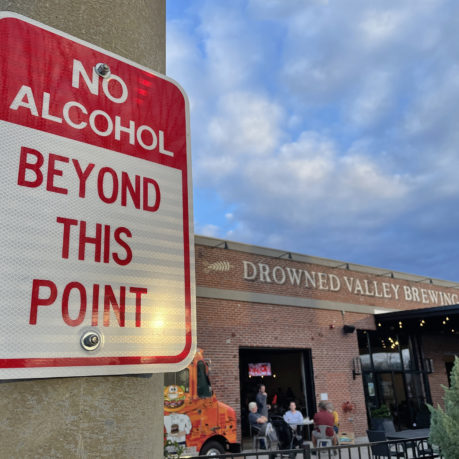 NO
ALCOHOL
BEYOND
THIS
POINT
DROWNED VALLEY BREWING